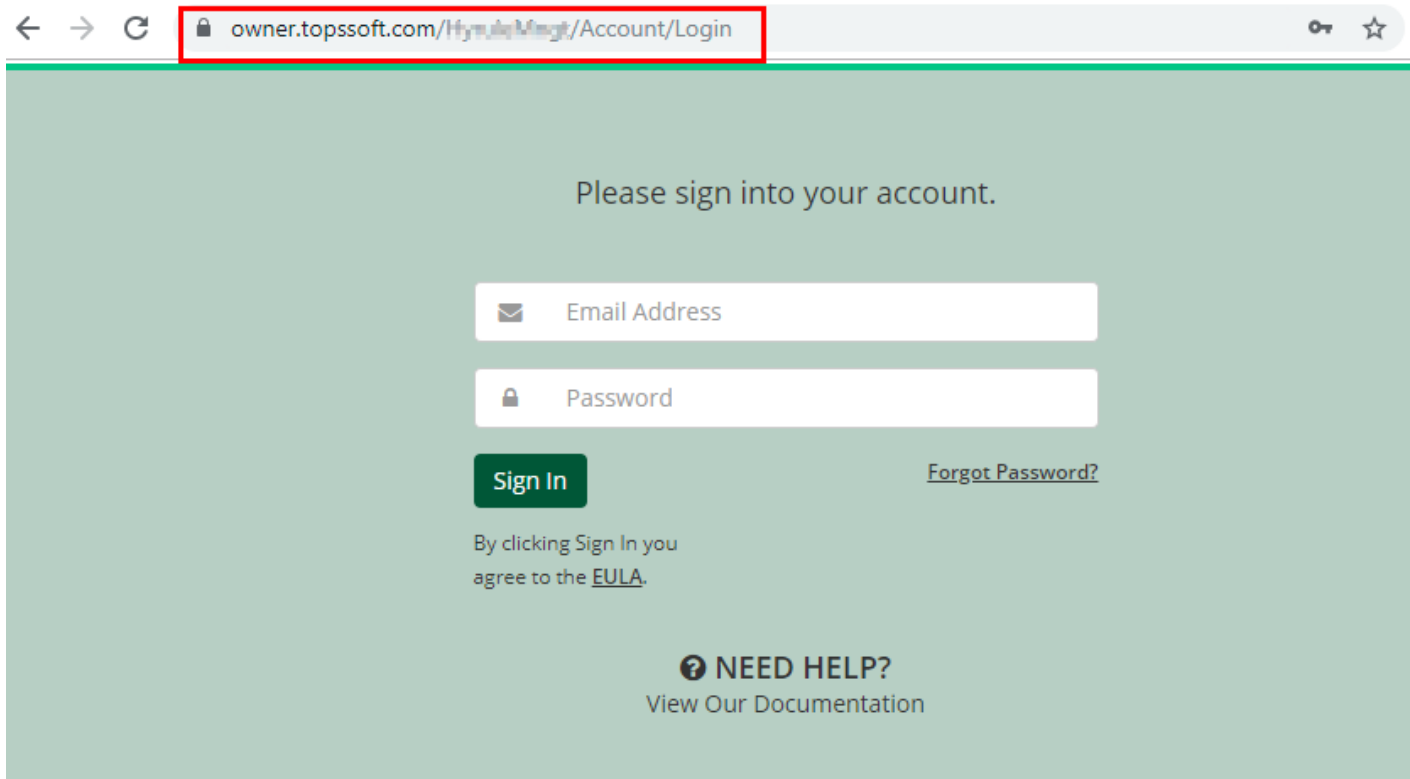 owner.topssoft.com/ /Account/Login
Please sign into your account.
Email Address
Password
Sign In
Forgot Password?
By clicking Sign In you
agree to the EULA.
NEED HELP?
View Our Documentation